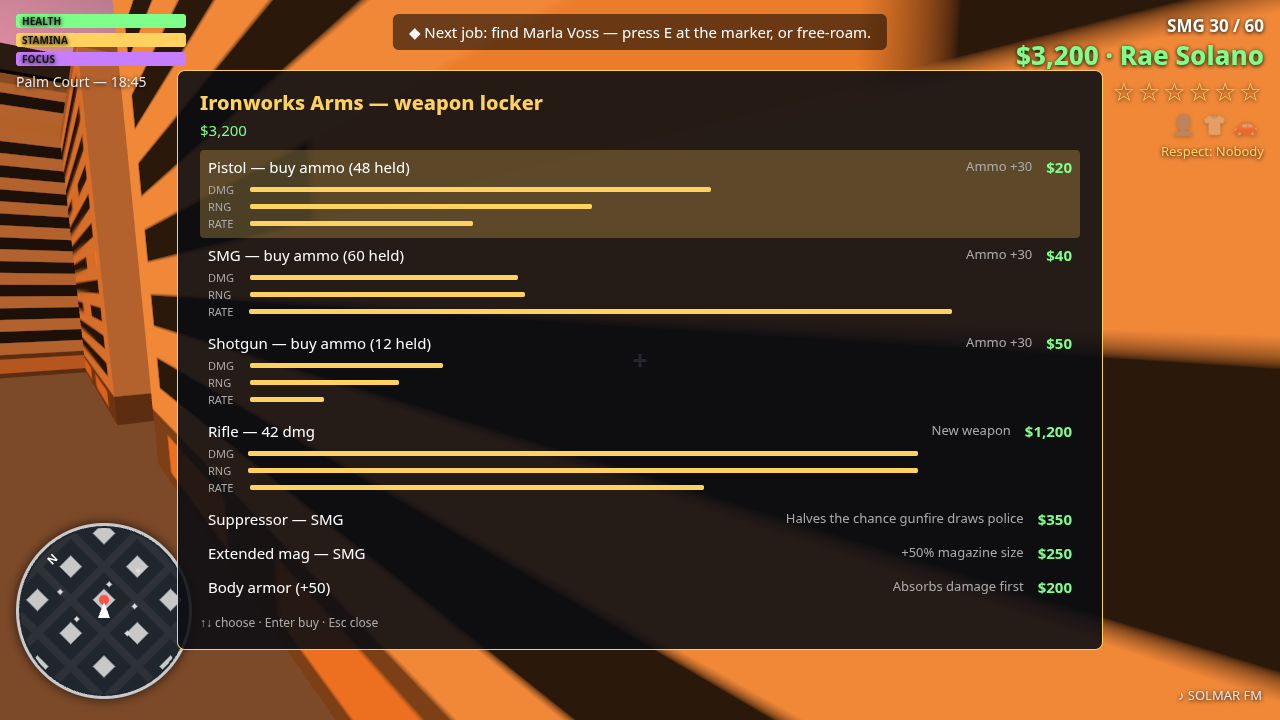 HEALTH
STAMINA
FOCUS
Palm Court — 18:45
◆ Next job: find Marla Voss — press E at the marker, or free-roam.
SMG 30 / 60
$3,200 · Rae Solano
☆☆☆☆☆☆
Respect: Nobody
Ironworks Arms — weapon locker
$3,200
Pistol — buy ammo (48 held) Ammo +30 $20
DMG
RNG
RATE
SMG — buy ammo (60 held) Ammo +30 $40
DMG
RNG
RATE
Shotgun — buy ammo (12 held) Ammo +30 $50
DMG
RNG
RATE
Rifle — 42 dmg New weapon $1,200
DMG
RNG
RATE
Suppressor — SMG Halves the chance gunfire draws police $350
Extended mag — SMG +50% magazine size $250
Body armor (+50) Absorbs damage first $200
↑↓ choose · Enter buy · Esc close
N
♪ SOLMAR FM